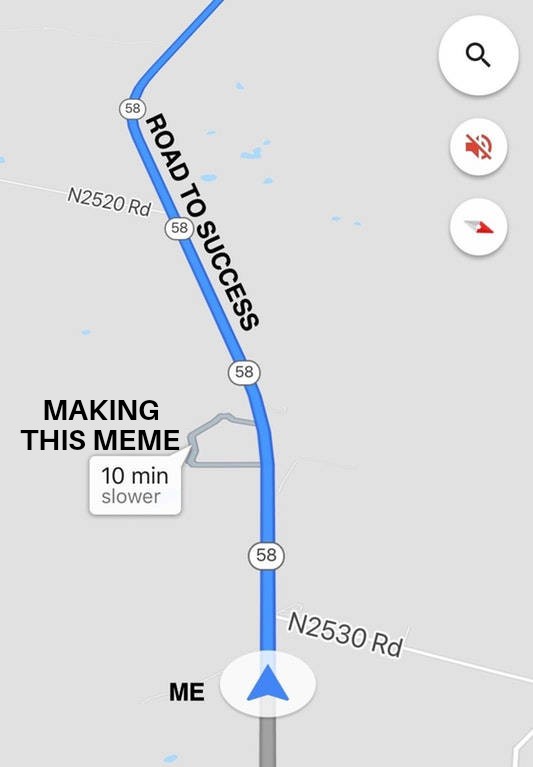 58
ROAD TO SUCCESS
N2520 Rd
58
58
MAKING
THIS MEME
10 min
slower
58
N2530 Rd
ME